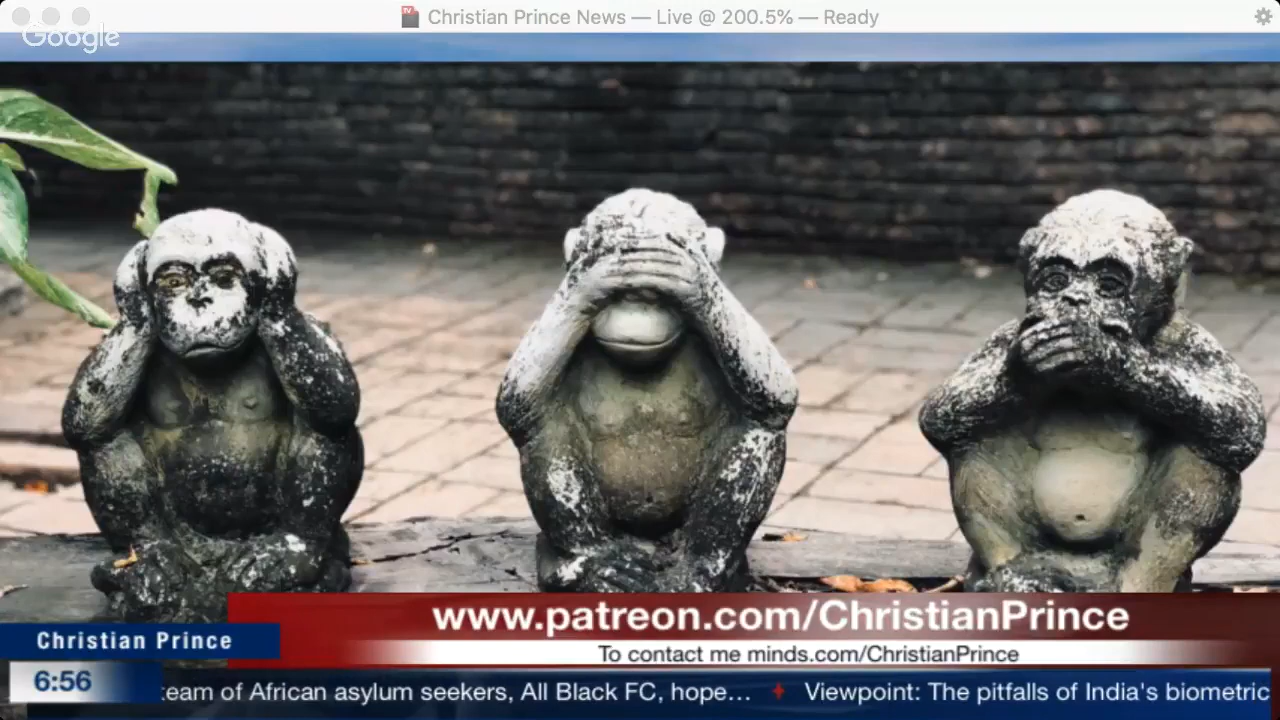 Christian Prince News — Live @ 200.5% — Ready
Google
www.patreon.com/ChristianPrince
Christian Prince
To contact me minds.com/ChristianPrince
6:56
team of African asylum seekers, All Black FC, hope... Viewpoint: The pitfalls of India's biometric